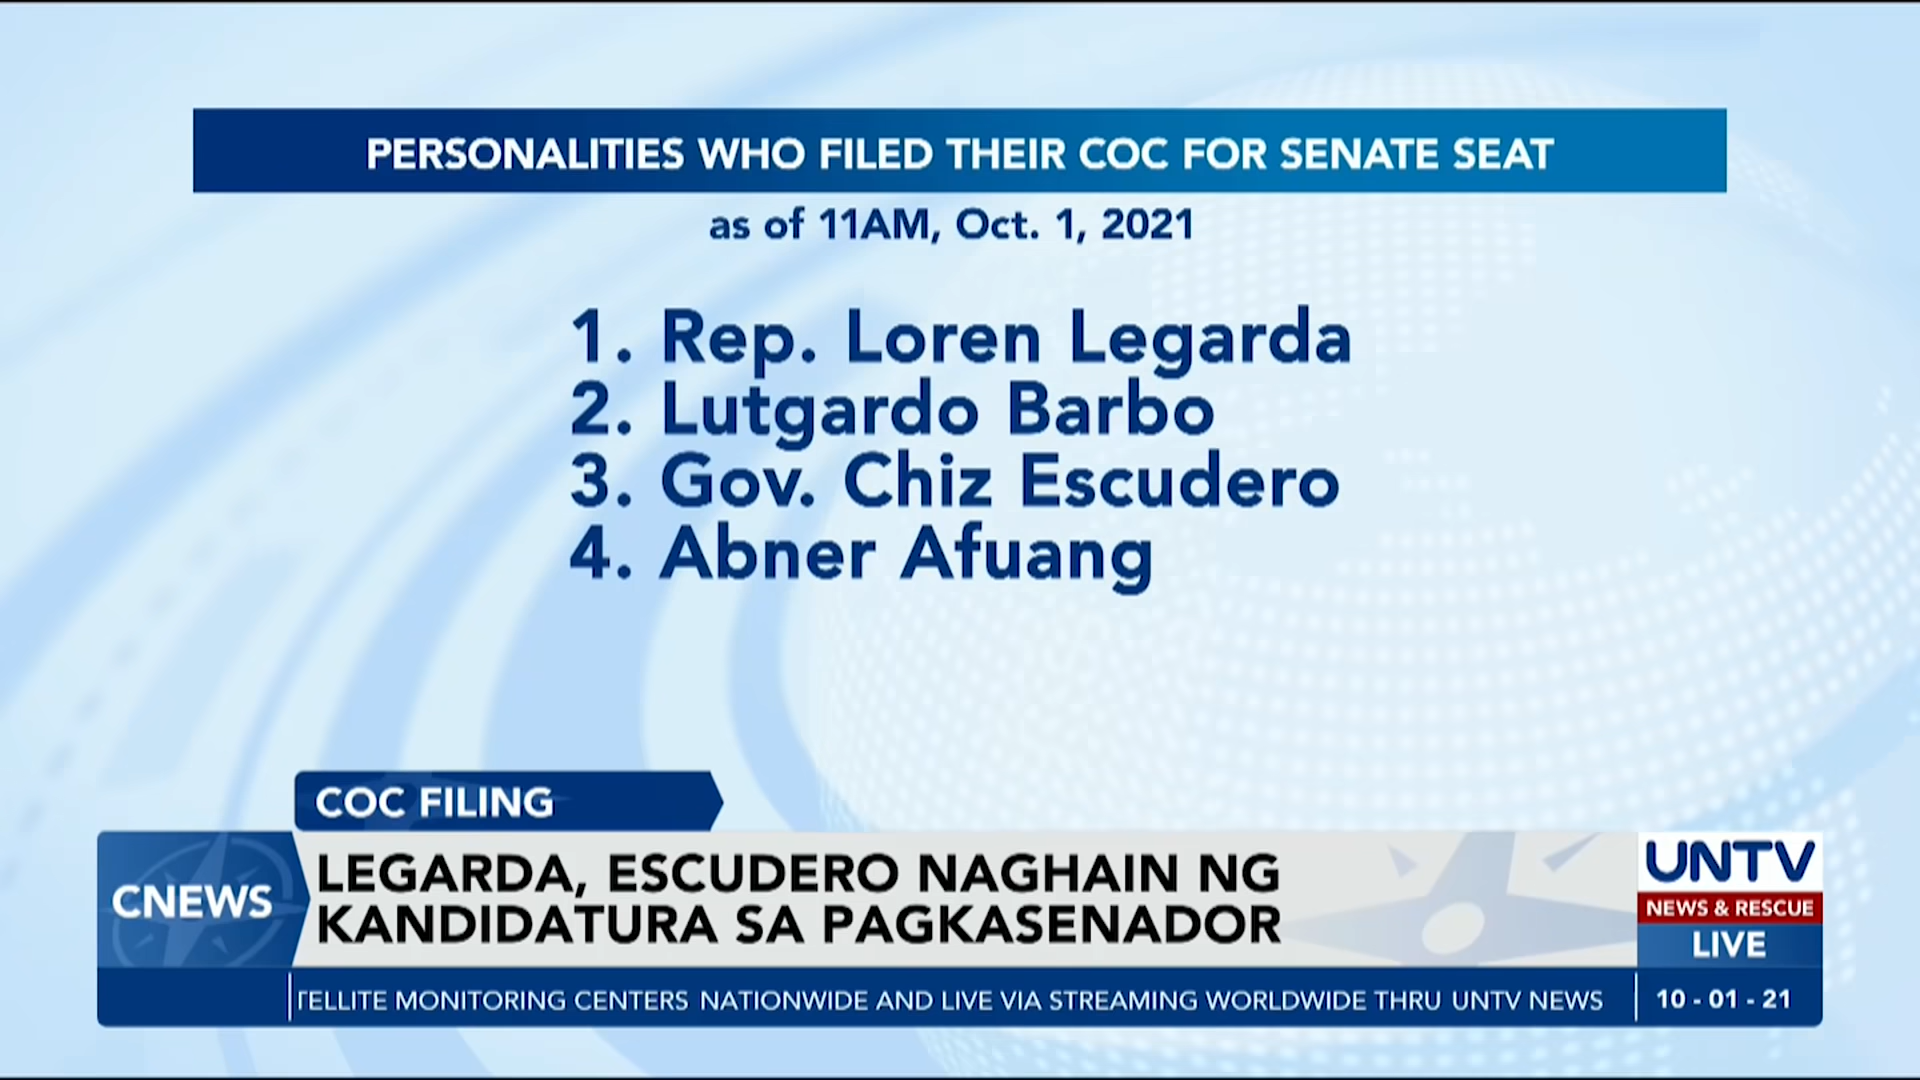 PERSONALITIES WHO FILED THEIR COC FOR SENATE SEAT
as of 11AM, Oct. 1, 2021
1. Rep. Loren Legarda
2. Lutgardo Barbo
3. Gov. Chiz Escudero
4. Abner Afuang
COC FILING
CNEWS
LEGARDA, ESCUDERO NAGHAIN NG
KANDIDATURA SA PAGKASENADOR
UNTV
NEWS & RESCUE
LIVE
TELLITE MONITORING CENTERS NATIONWIDE AND LIVE VIA STREAMING WORLDWIDE THRU UNTV NEWS
10 - 01 - 21